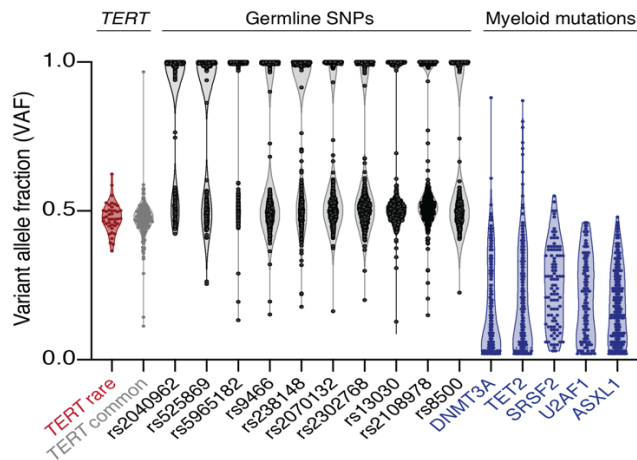 TERT Germline SNPs Myeloid mutations
Variant allele fraction (VAF)
1.0
0.5
0.0
TERT rare
TERT common
rs2040962
rs525869
rs5965182
rs9466
rs238148
rs2070132
rs2302768
rs13030
rs2108978
rs8500
DNMT3A
TET2
SRSF2
U2AF1
ASXL1